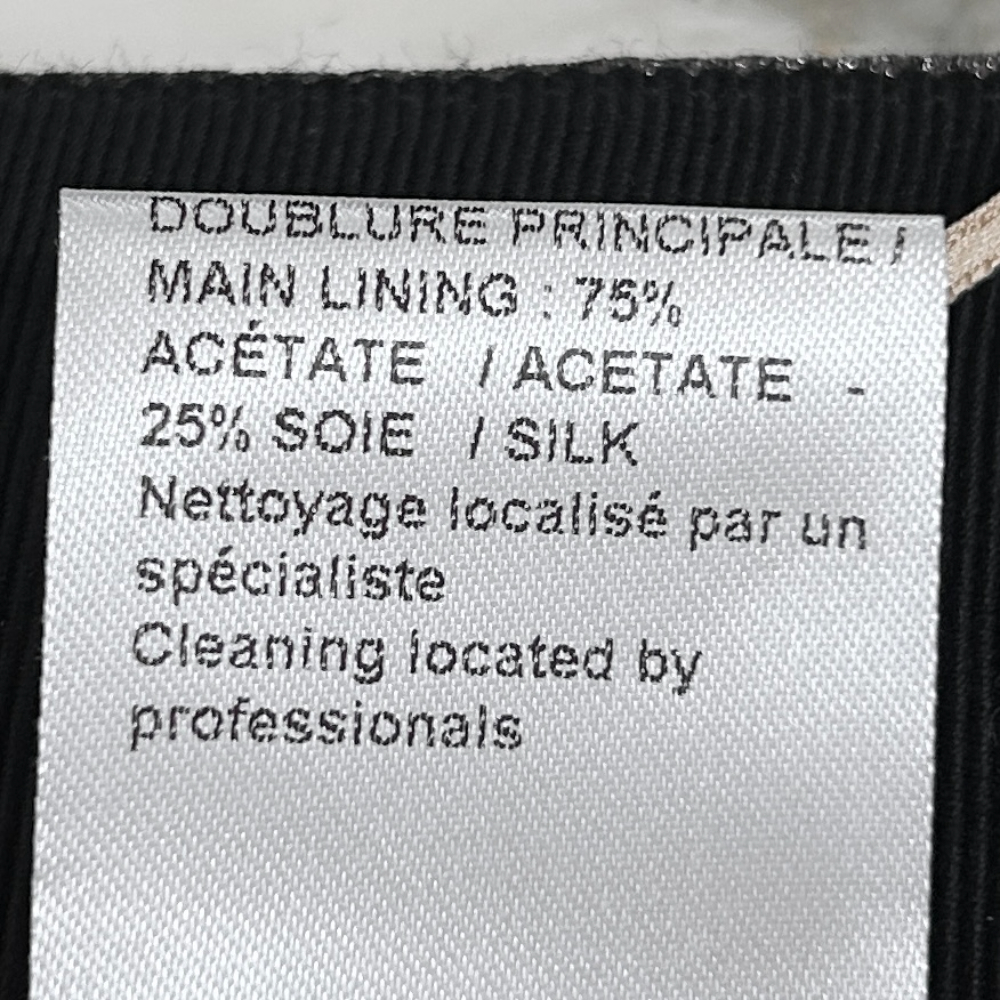 DOUBLURE PRINCIPALE /
MAIN LINING : 75%
ACÉTATE / ACETATE -
25% SOIE / SILK
Nettoyage localisé par un
spécialiste
Cleaning located by
professionals